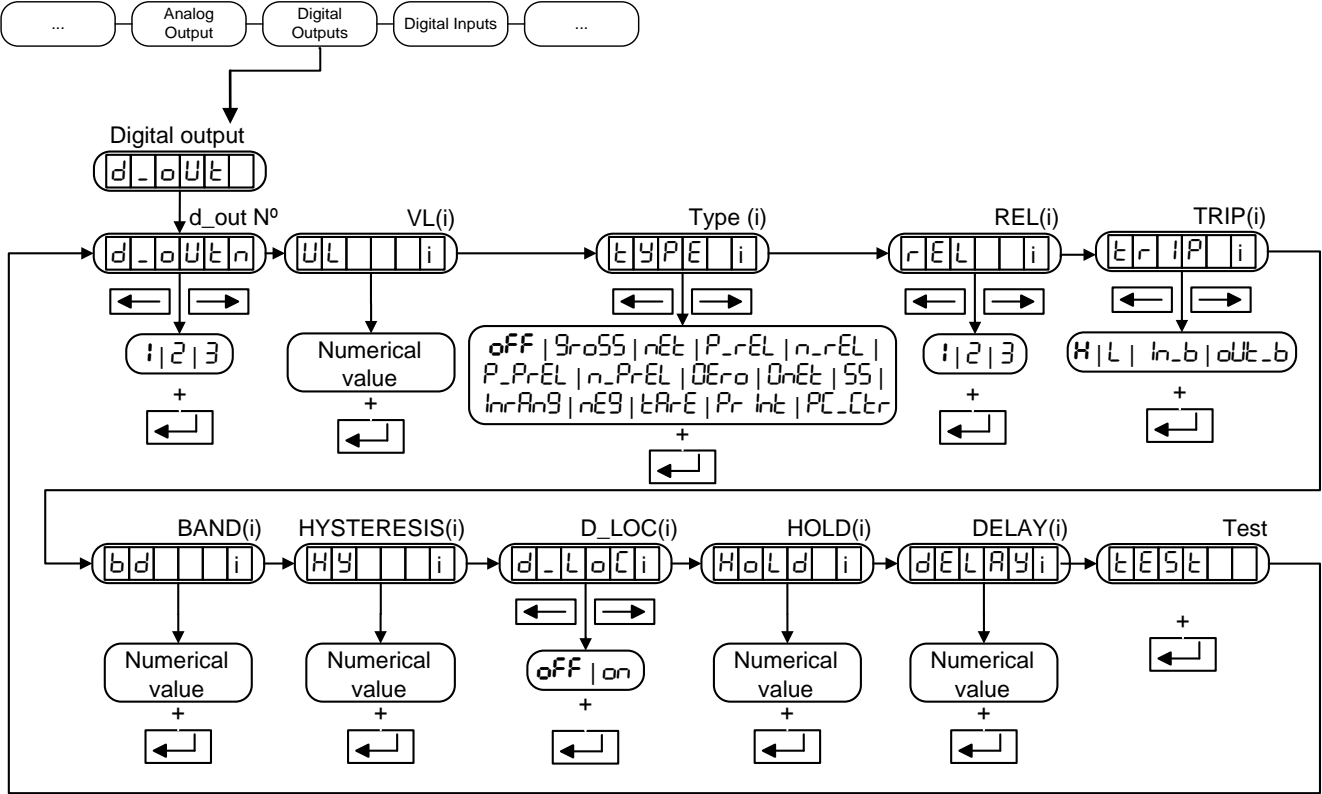 ...
Analog
Output
Digital
Outputs
Digital Inputs
...
Digital output
d_oUt
d_out Nº
VL(i)
Type (i)
REL(i)
TRIP(i)
d_oUtn
UL i
tYPE i
rEL i
trIP i
1|2|3
Numerical
value
oFF | GroSS | nEt | P_rEL | n_rEL |
P_PrEL | n_PrEL | 0Ero | 0nEt | SS |
InrAnG | nEG | tArE | Pr Int | PC_Ctr
1|2|3
H | L | In_b | oUt_b
+
+
+
+
+
BAND(i)
HYSTERESIS(i)
D_LOC(i)
HOLD(i)
DELAY(i)
Test
bd i
HY i
d_LoCi
HoLd i
dELAYi
tESt
Numerical
value
Numerical
value
oFF | on
Numerical
value
Numerical
value
+
+
+
+
+
+